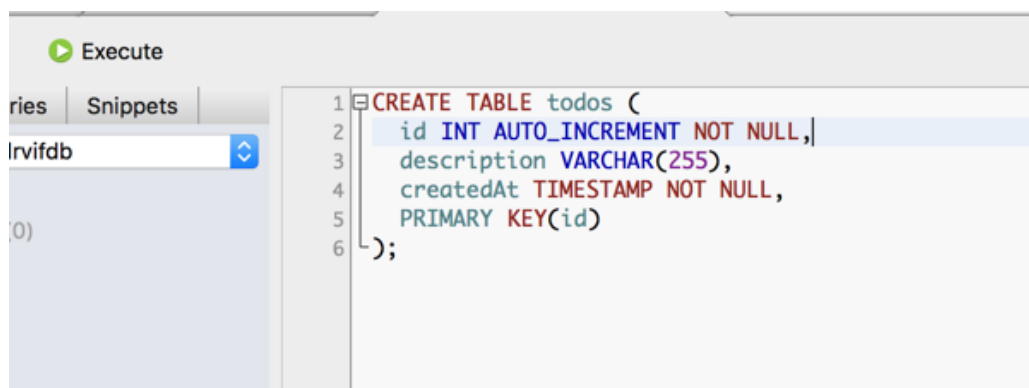 Execute
ries Snippets
lrvifdb
(0)
1 CREATE TABLE todos (
2 id INT AUTO_INCREMENT NOT NULL,
3 description VARCHAR(255),
4 createdAt TIMESTAMP NOT NULL,
5 PRIMARY KEY(id)
6 );